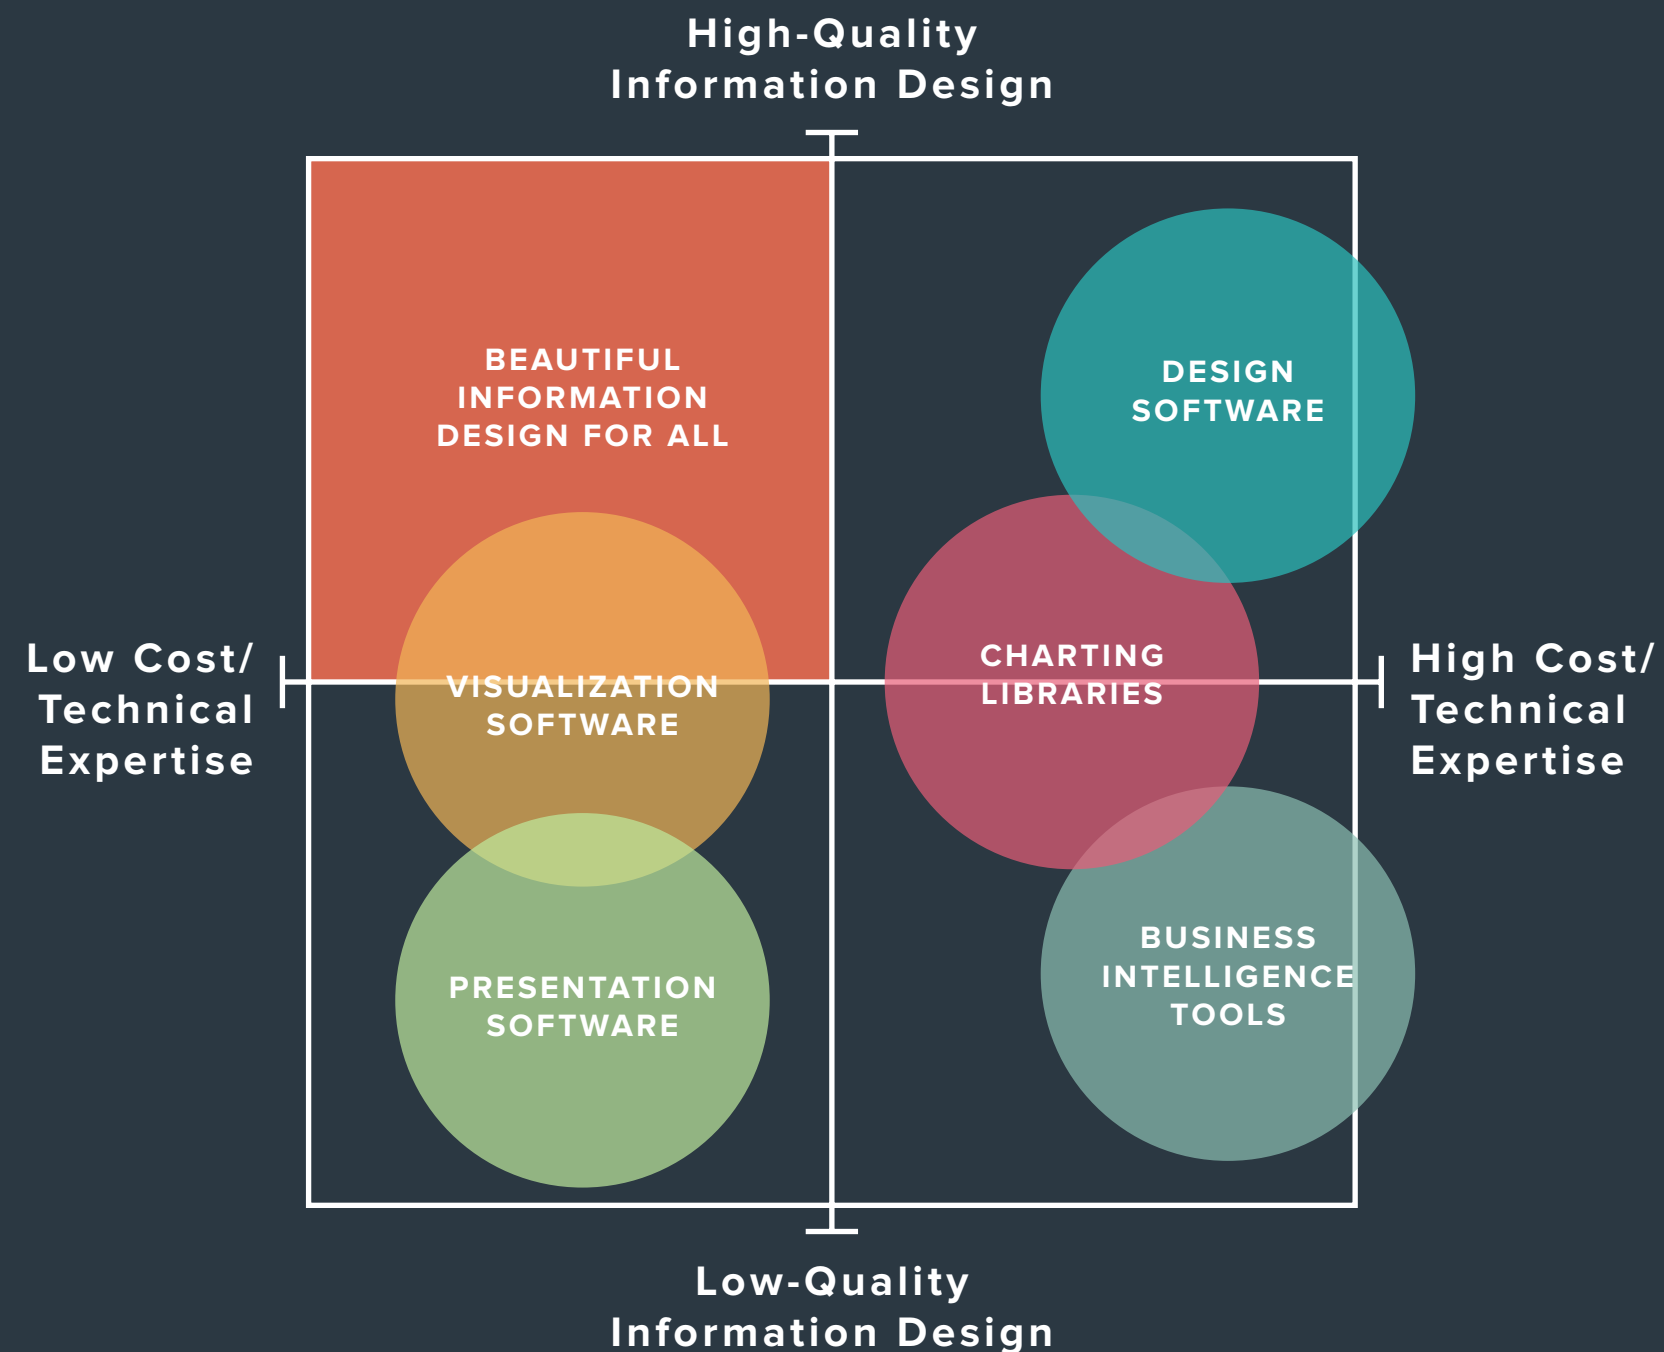 High-Quality
Information Design
BEAUTIFUL
INFORMATION
DESIGN FOR ALL
DESIGN
SOFTWARE
Low Cost/
Technical
Expertise
VISUALIZATION
SOFTWARE
CHARTING
LIBRARIES
High Cost/
Technical
Expertise
PRESENTATION
SOFTWARE
BUSINESS
INTELLIGENCE
TOOLS
Low-Quality
Information Design